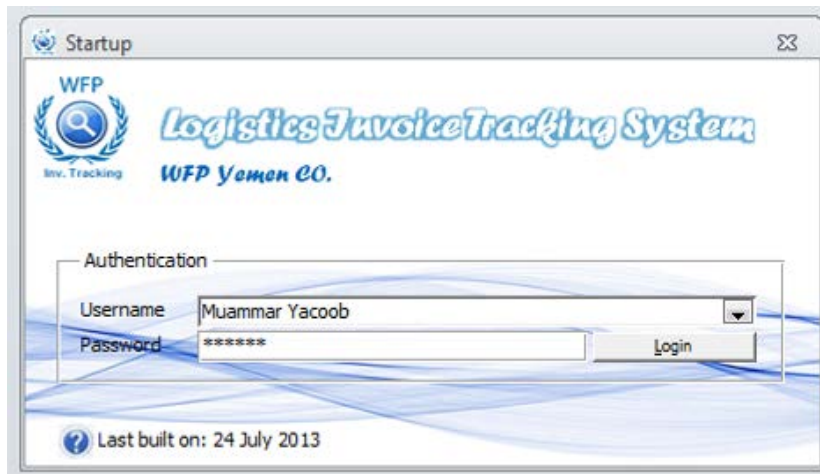 Startup
WFP
Inv. Tracking
Logistics Invoice Tracking System
WFP Yemen CO.
Authentication
Username
Muammar Yacoob
Password
******
Login
Last built on: 24 July 2013